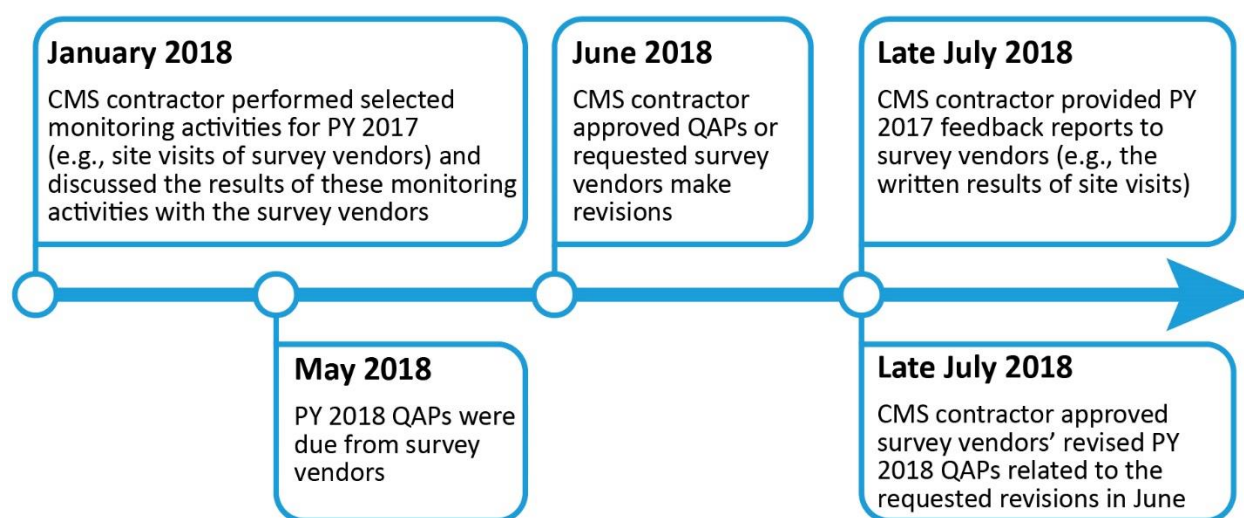 January 2018
CMS contractor performed selected
monitoring activities for PY 2017
(e.g., site visits of survey vendors) and
discussed the results of these monitoring
activities with the survey vendors
May 2018
PY 2018 QAPs were
due from survey
vendors
June 2018
CMS contractor
approved QAPs or
requested survey
vendors make
revisions
Late July 2018
CMS contractor provided PY
2017 feedback reports to
survey vendors (e.g., the
written results of site visits)
Late July 2018
CMS contractor approved
survey vendors’ revised PY
2018 QAPs related to the
requested revisions in June